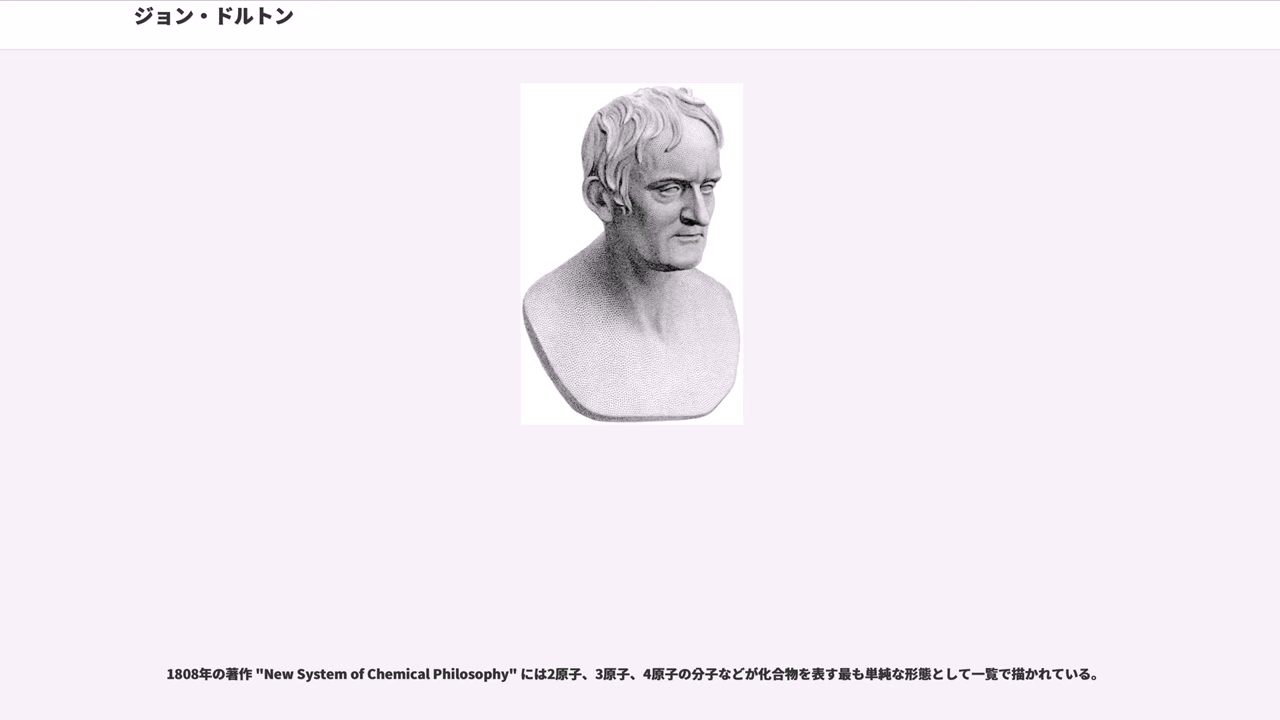 ジョン・ドルトン
1808年の著作 "New System of Chemical Philosophy" には2原子、3原子、4原子の分子などが化合物を表す最も単純な形態として一覧で描かれている。